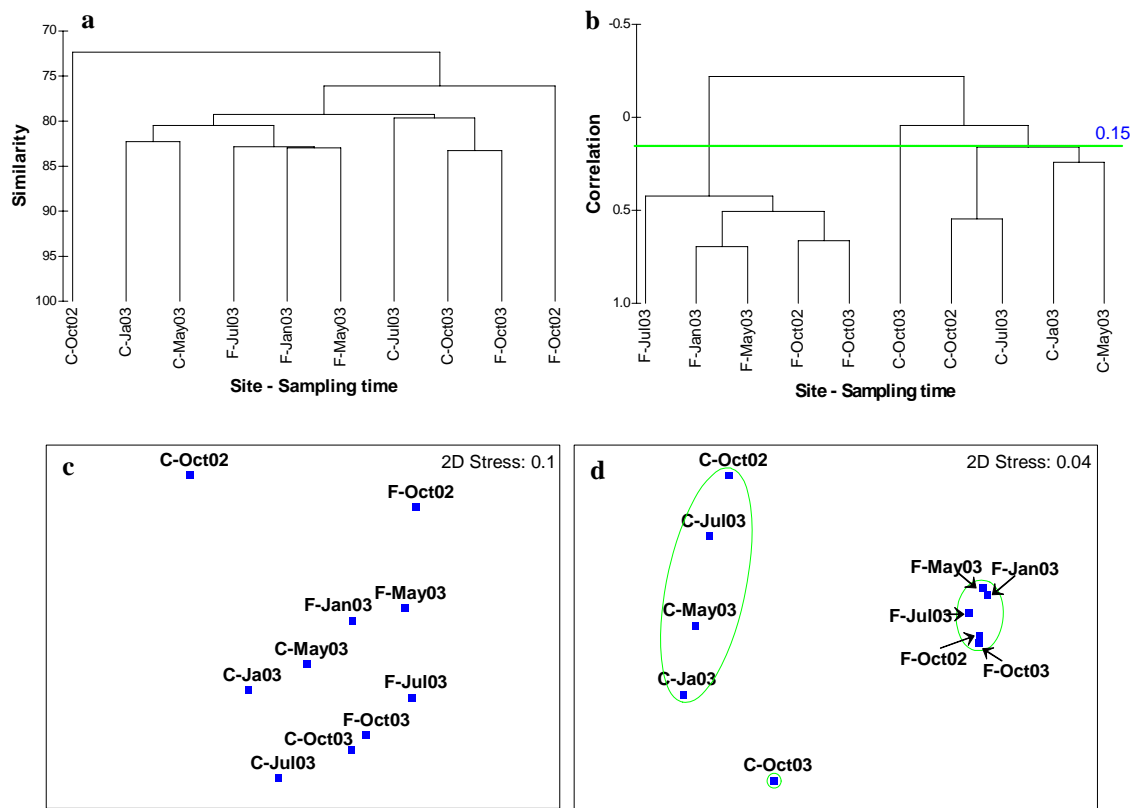 a
70
75
80
85
90
95
100
Similarity
C-Oct02
C-Ja03
C-May03
F-Jul03
F-Jan03
F-May03
C-Jul03
C-Oct03
F-Oct03
F-Oct02
Site - Sampling time
b
-0.5
0
0.5
1.0
Correlation
0.15
F-Jul03
F-Jan03
F-May03
F-Oct02
F-Oct03
C-Oct03
C-Oct02
C-Jul03
C-Ja03
C-May03
Site - Sampling time
c
2D Stress: 0.1
C-Oct02
F-Oct02
F-May03
F-Jan03
C-May03
C-Ja03
F-Jul03
F-Oct03
C-Oct03
C-Jul03
d
2D Stress: 0.04
C-Oct02
C-Jul03
F-May03
F-Jan03
F-Jul03
C-May03
F-Oct02
F-Oct03
C-Ja03
C-Oct03